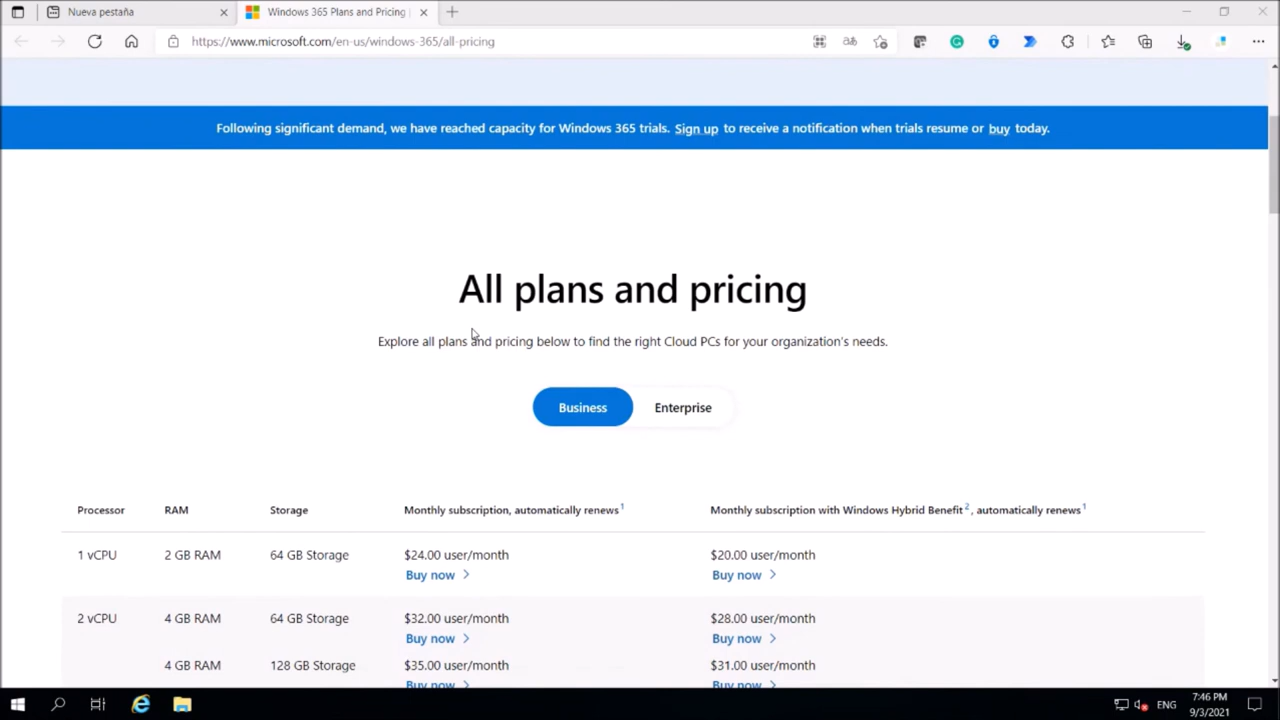 Nueva pestaña
Windows 365 Plans and Pricing |
https://www.microsoft.com/en-us/windows-365/all-pricing
Following significant demand, we have reached capacity for Windows 365 trials. Sign up to receive a notification when trials resume or buy today.
All plans and pricing
Explore all plans and pricing below to find the right Cloud PCs for your organization's needs.
Business Enterprise
Processor RAM Storage Monthly subscription, automatically renews1 Monthly subscription with Windows Hybrid Benefit2, automatically renews1
1 vCPU 2 GB RAM 64 GB Storage $24.00 user/month $20.00 user/month
Buy now Buy now
2 vCPU 4 GB RAM 64 GB Storage $32.00 user/month $28.00 user/month
Buy now Buy now
4 GB RAM 128 GB Storage $35.00 user/month $31.00 user/month
Buy now Buy now
ENG
7:46 PM
9/3/2021